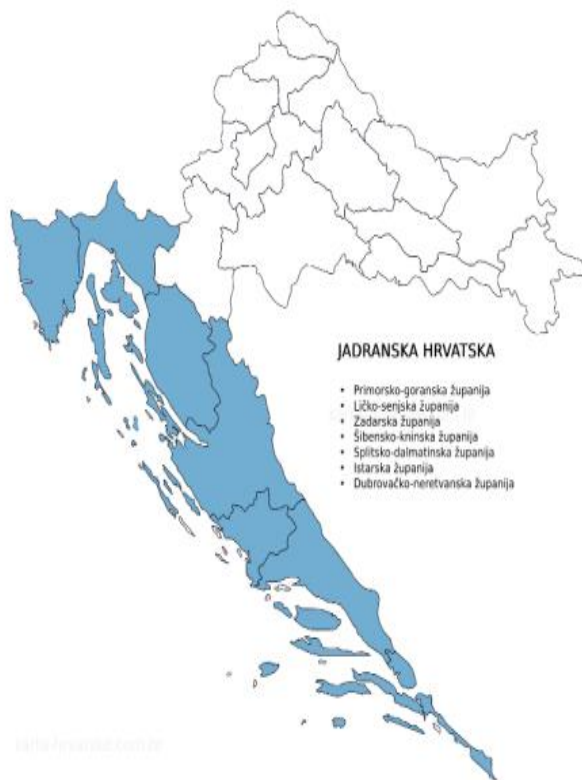 JADRANSKA HRVATSKA
• Primorsko-goranska županija
• Ličko-senjska županija
• Zadarska županija
• Šibensko-kninska županija
• Splitsko-dalmatinska županija
• Istarska županija
• Dubrovačko-neretvanska županija